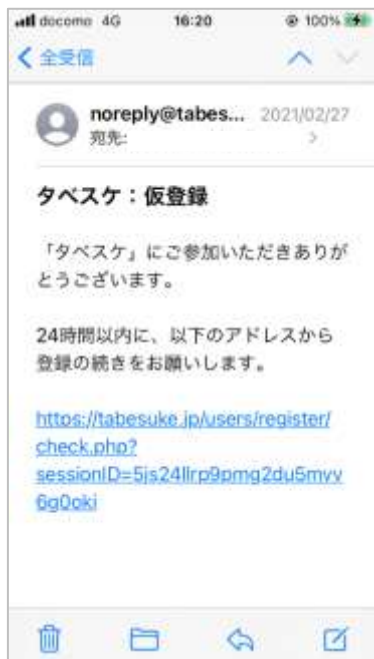 docomo 4G 16:20 100%
全受信
noreply@tabes... 2021/02/27
宛先:
タベスケ：仮登録
「タベスケ」にご参加いただきありが
とうございます。
24時間以内に、以下のアドレスから
登録の続きをお願いします。
https://tabesuke.jp/users/register/
check.php?
sessionID=5js24llrp9pmg2du5mvv
6g0oki